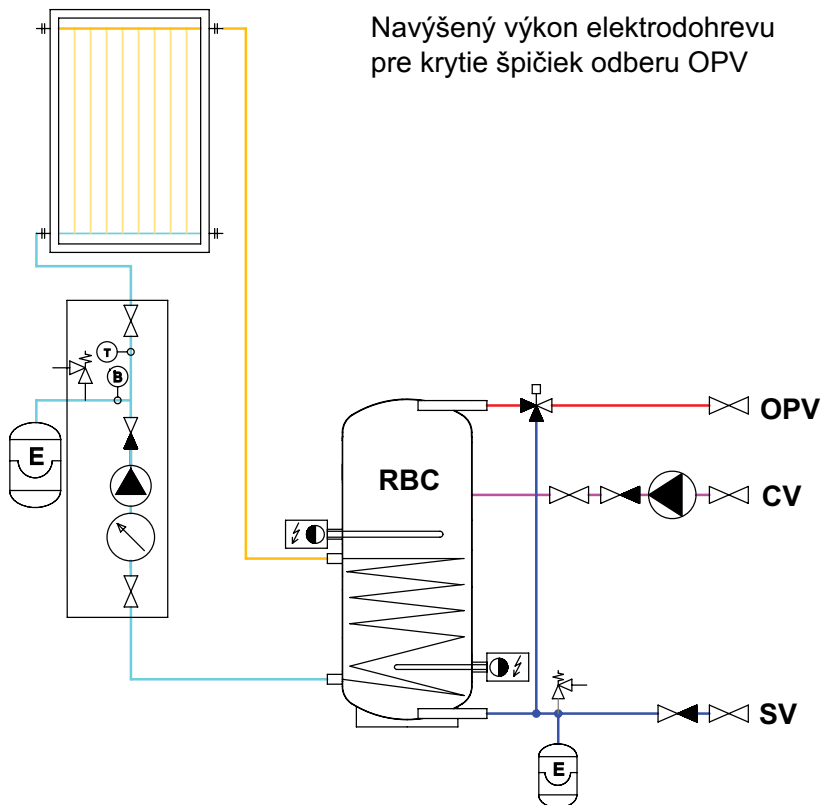 Navýšený výkon elektrodohrevu
pre krytie špičiek odberu OPV
T
B
E
RBC
OPV
CV
SV
E